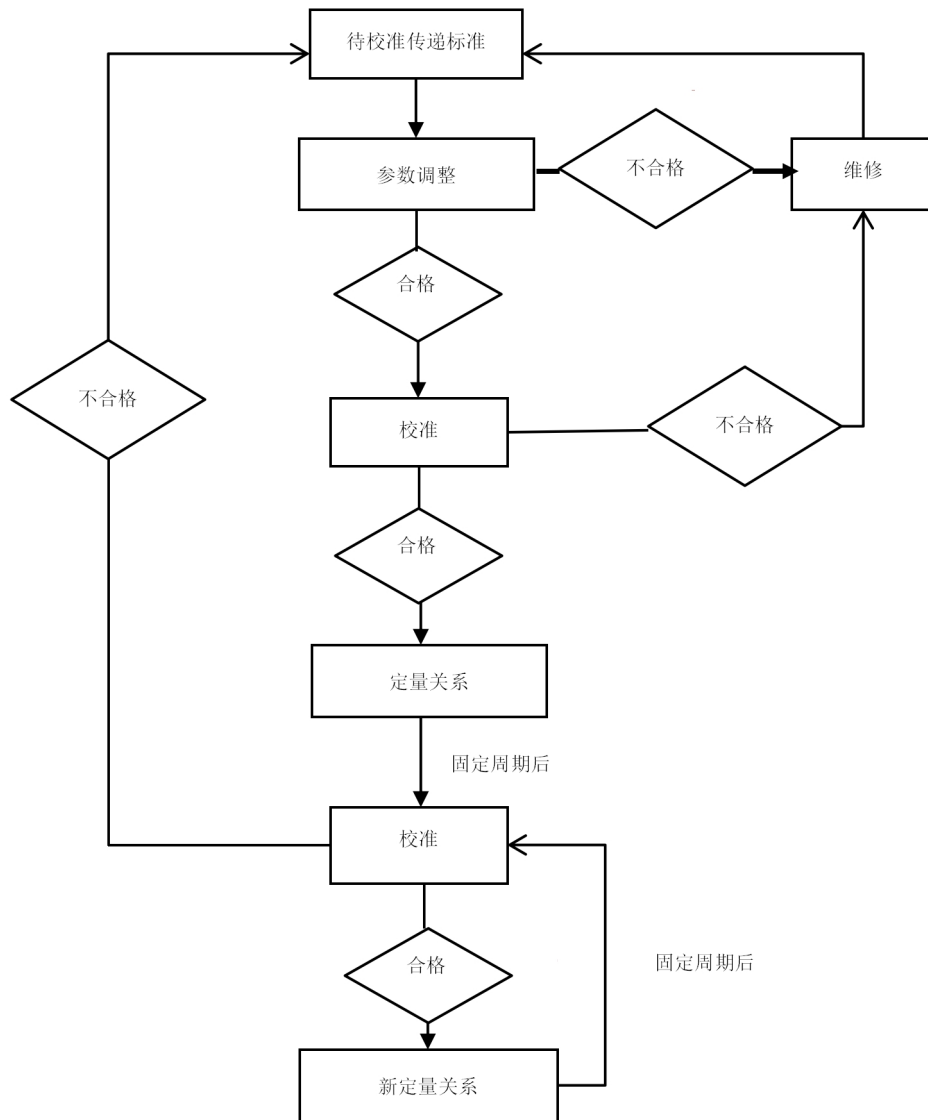 待校准传递标准
参数调整
不合格
维修
合格
不合格
校准
不合格
合格
定量关系
固定周期后
校准
合格
固定周期后
新定量关系